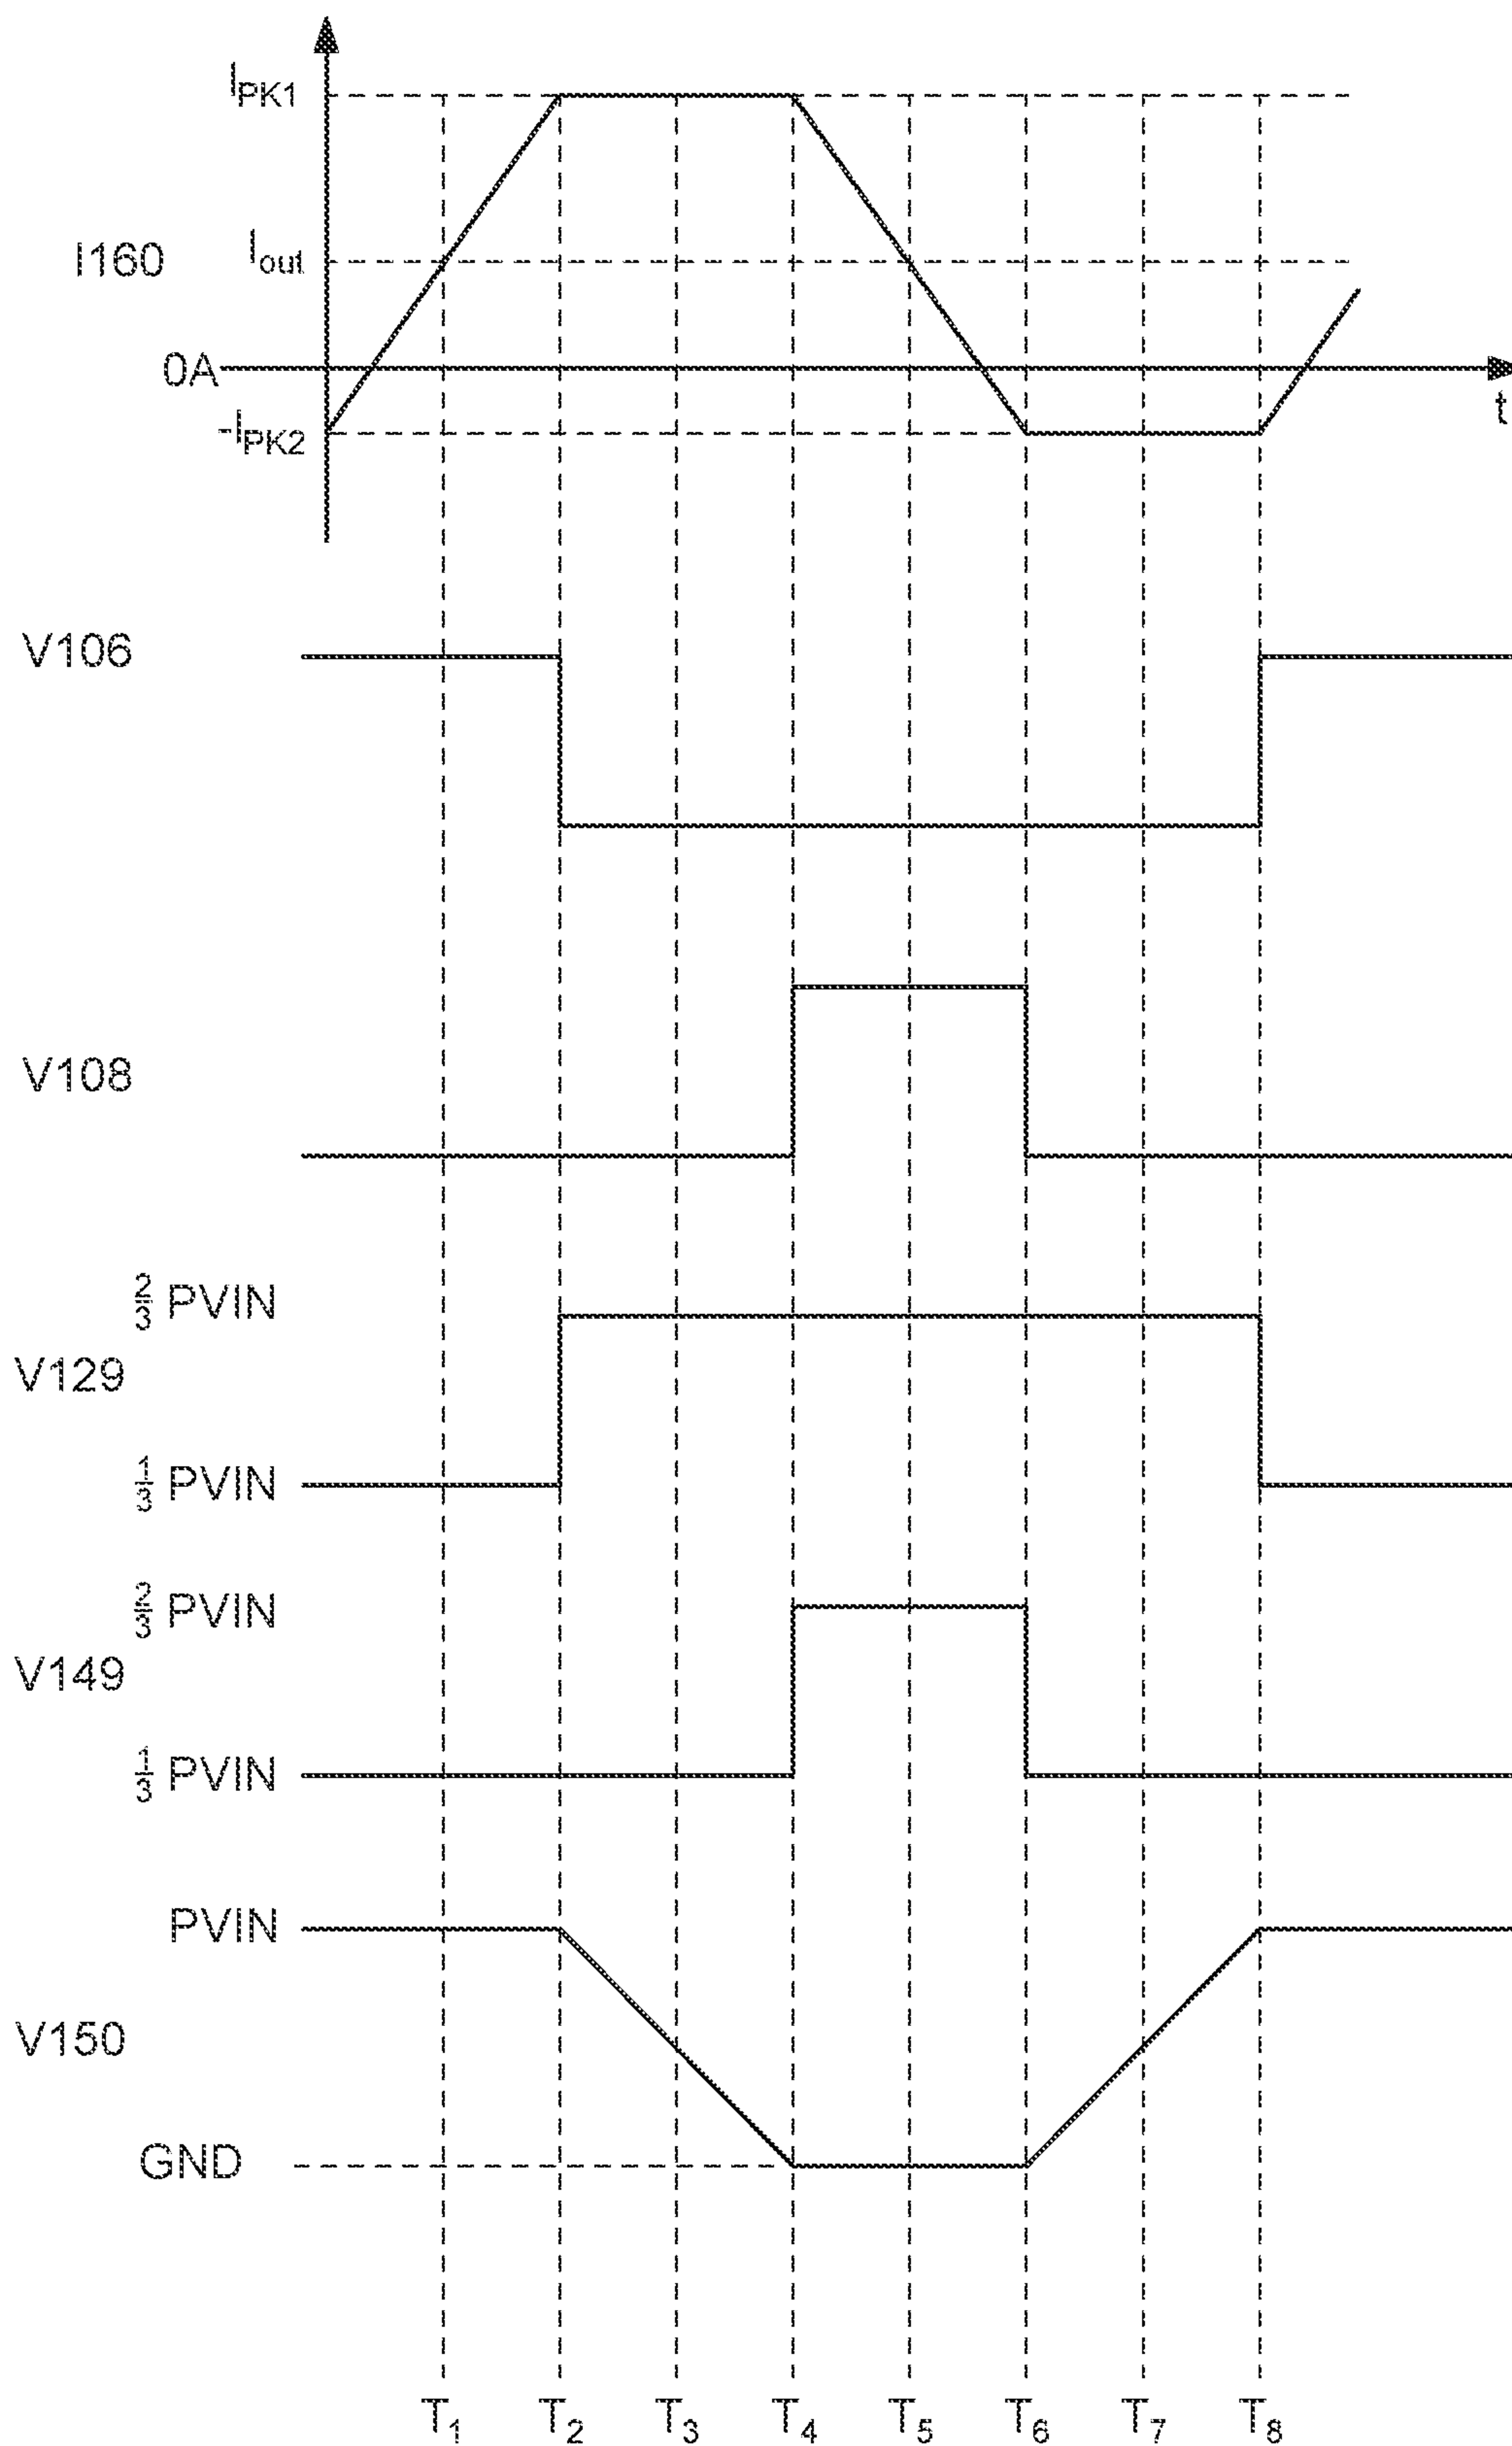 I160
IPK1
Iout
0A
-IPK2
t
V106
V108
V129
2/3 PVIN
1/3 PVIN
V149
2/3 PVIN
1/3 PVIN
V150
PVIN
GND
T1 T2 T3 T4 T5 T6 T7 T8